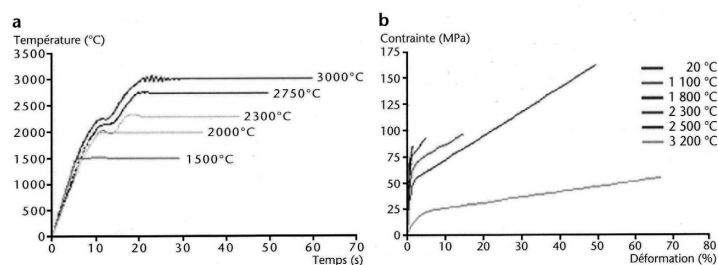 a
Température (°C)
3500
3000
2500
2000
1500
1000
500
0
0 10 20 30 40 50 60 70
Temps (s)
3000°C
2750°C
2300°C
2000°C
1500°C
b
Contrainte (MPa)
175
150
125
100
75
50
25
0
0 10 20 30 40 50 60 70 80
Déformation (%)
20 °C
1 100 °C
1 800 °C
2 300 °C
2 500 °C
3 200 °C